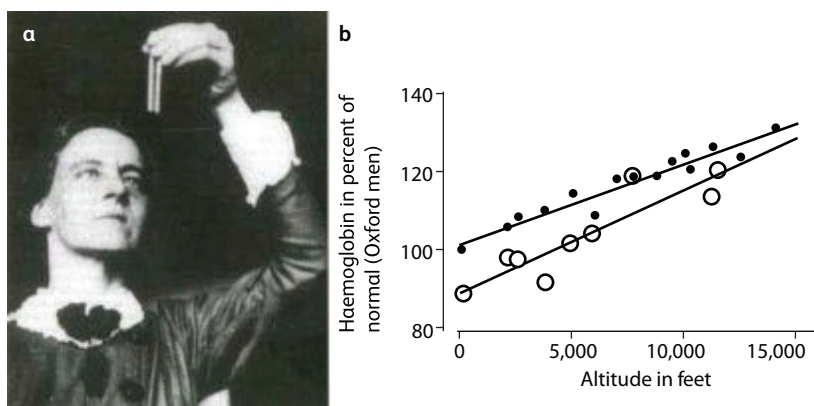 a
b
Hæmoglobin in percent of
normal (Oxford men)
140
120
100
80
0
5,000
10,000
15,000
Altitude in feet